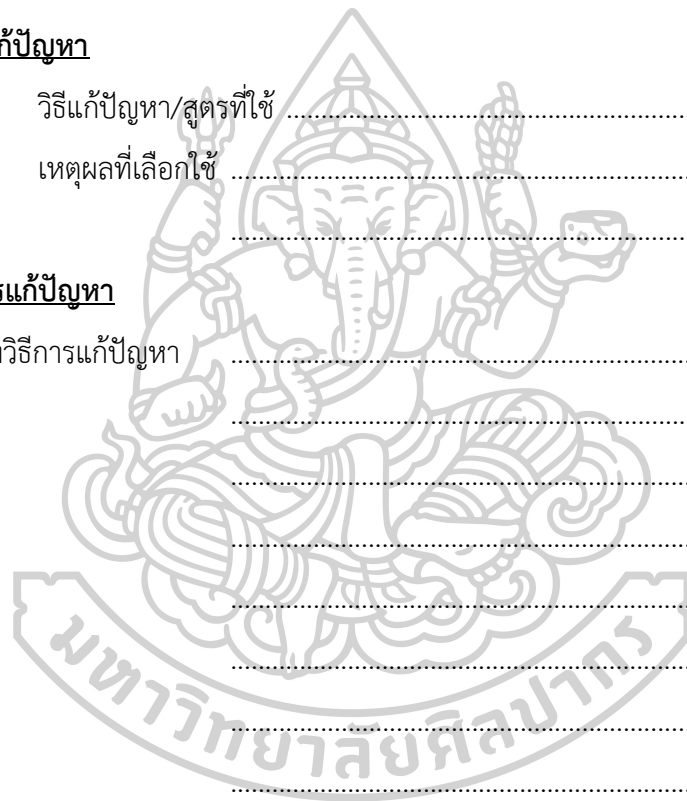 ก้ปัญหา
วิธีแก้ปัญหา/สูตรที่ใช้ ........................................................
เหตุผลที่เลือกใช้ ................................................................
................................................................
รแก้ปัญหา
วิธีการแก้ปัญหา ................................................................
................................................................
................................................................
................................................................
................................................................
................................................................
................................................................
................................................................
มหาวิทยาลัยศิลปากร